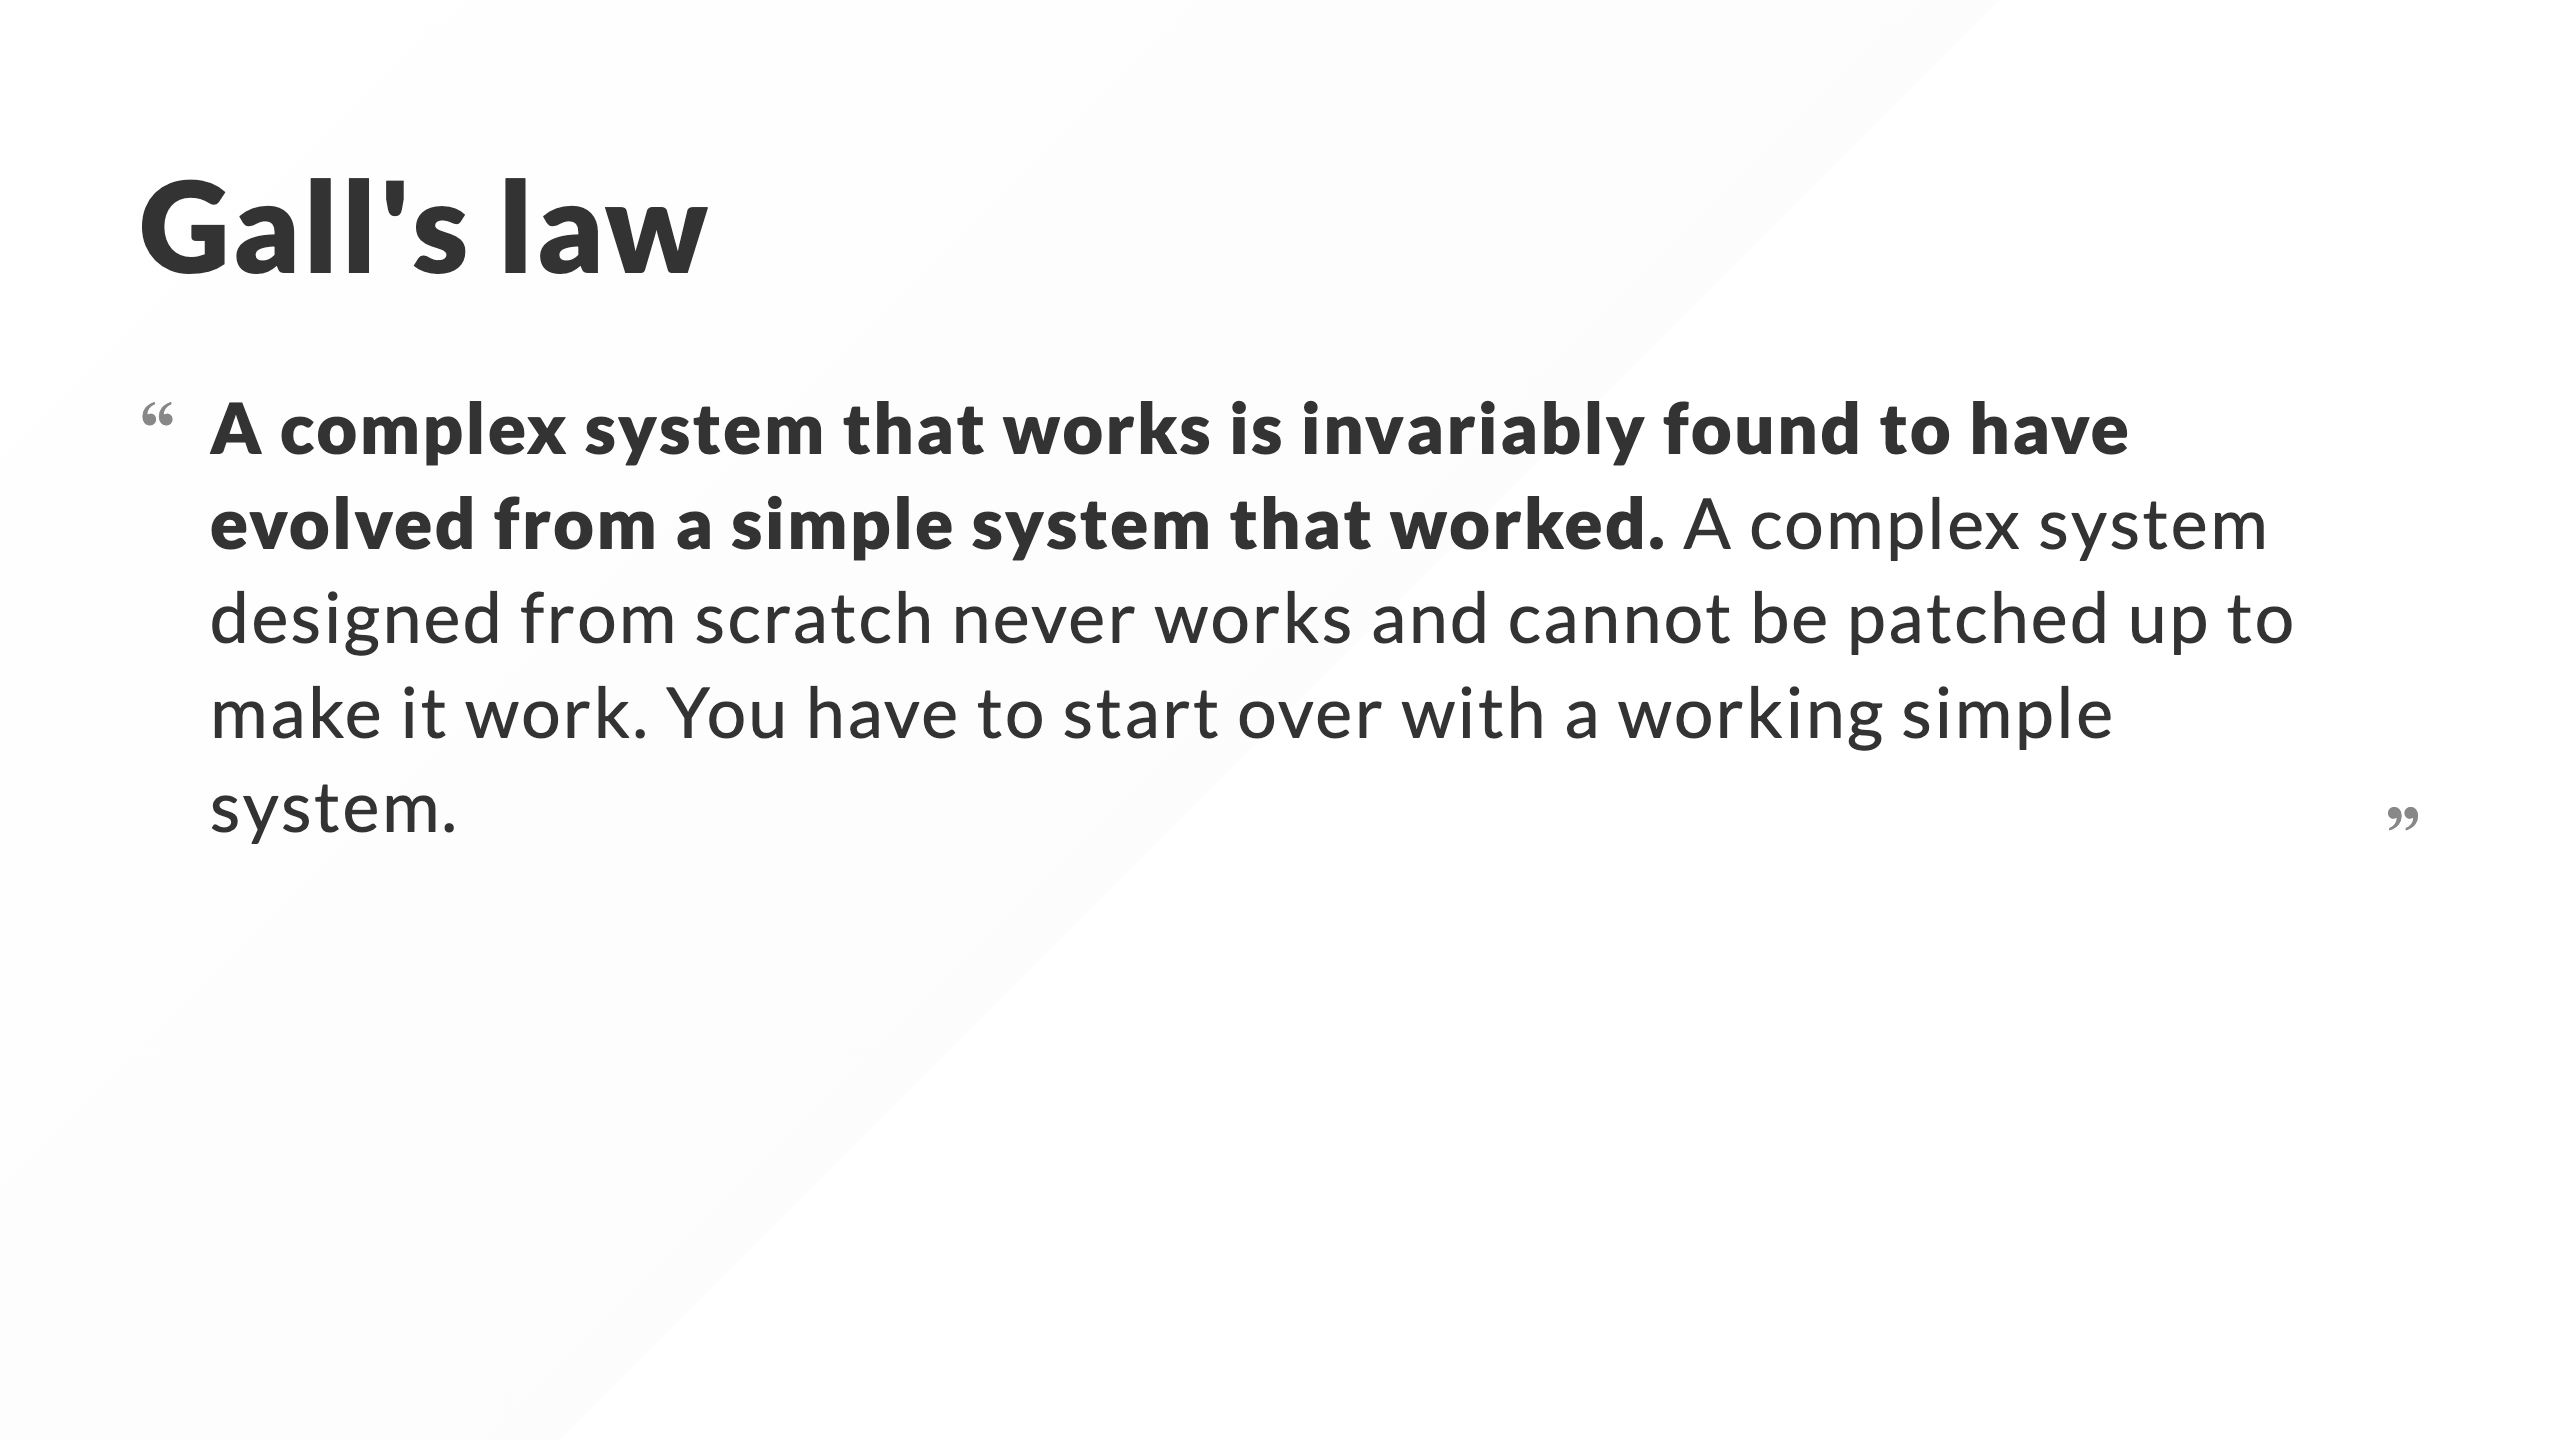 Gall's law
“ A complex system that works is invariably found to have
evolved from a simple system that worked. A complex system
designed from scratch never works and cannot be patched up to
make it work. You have to start over with a working simple
system. ”